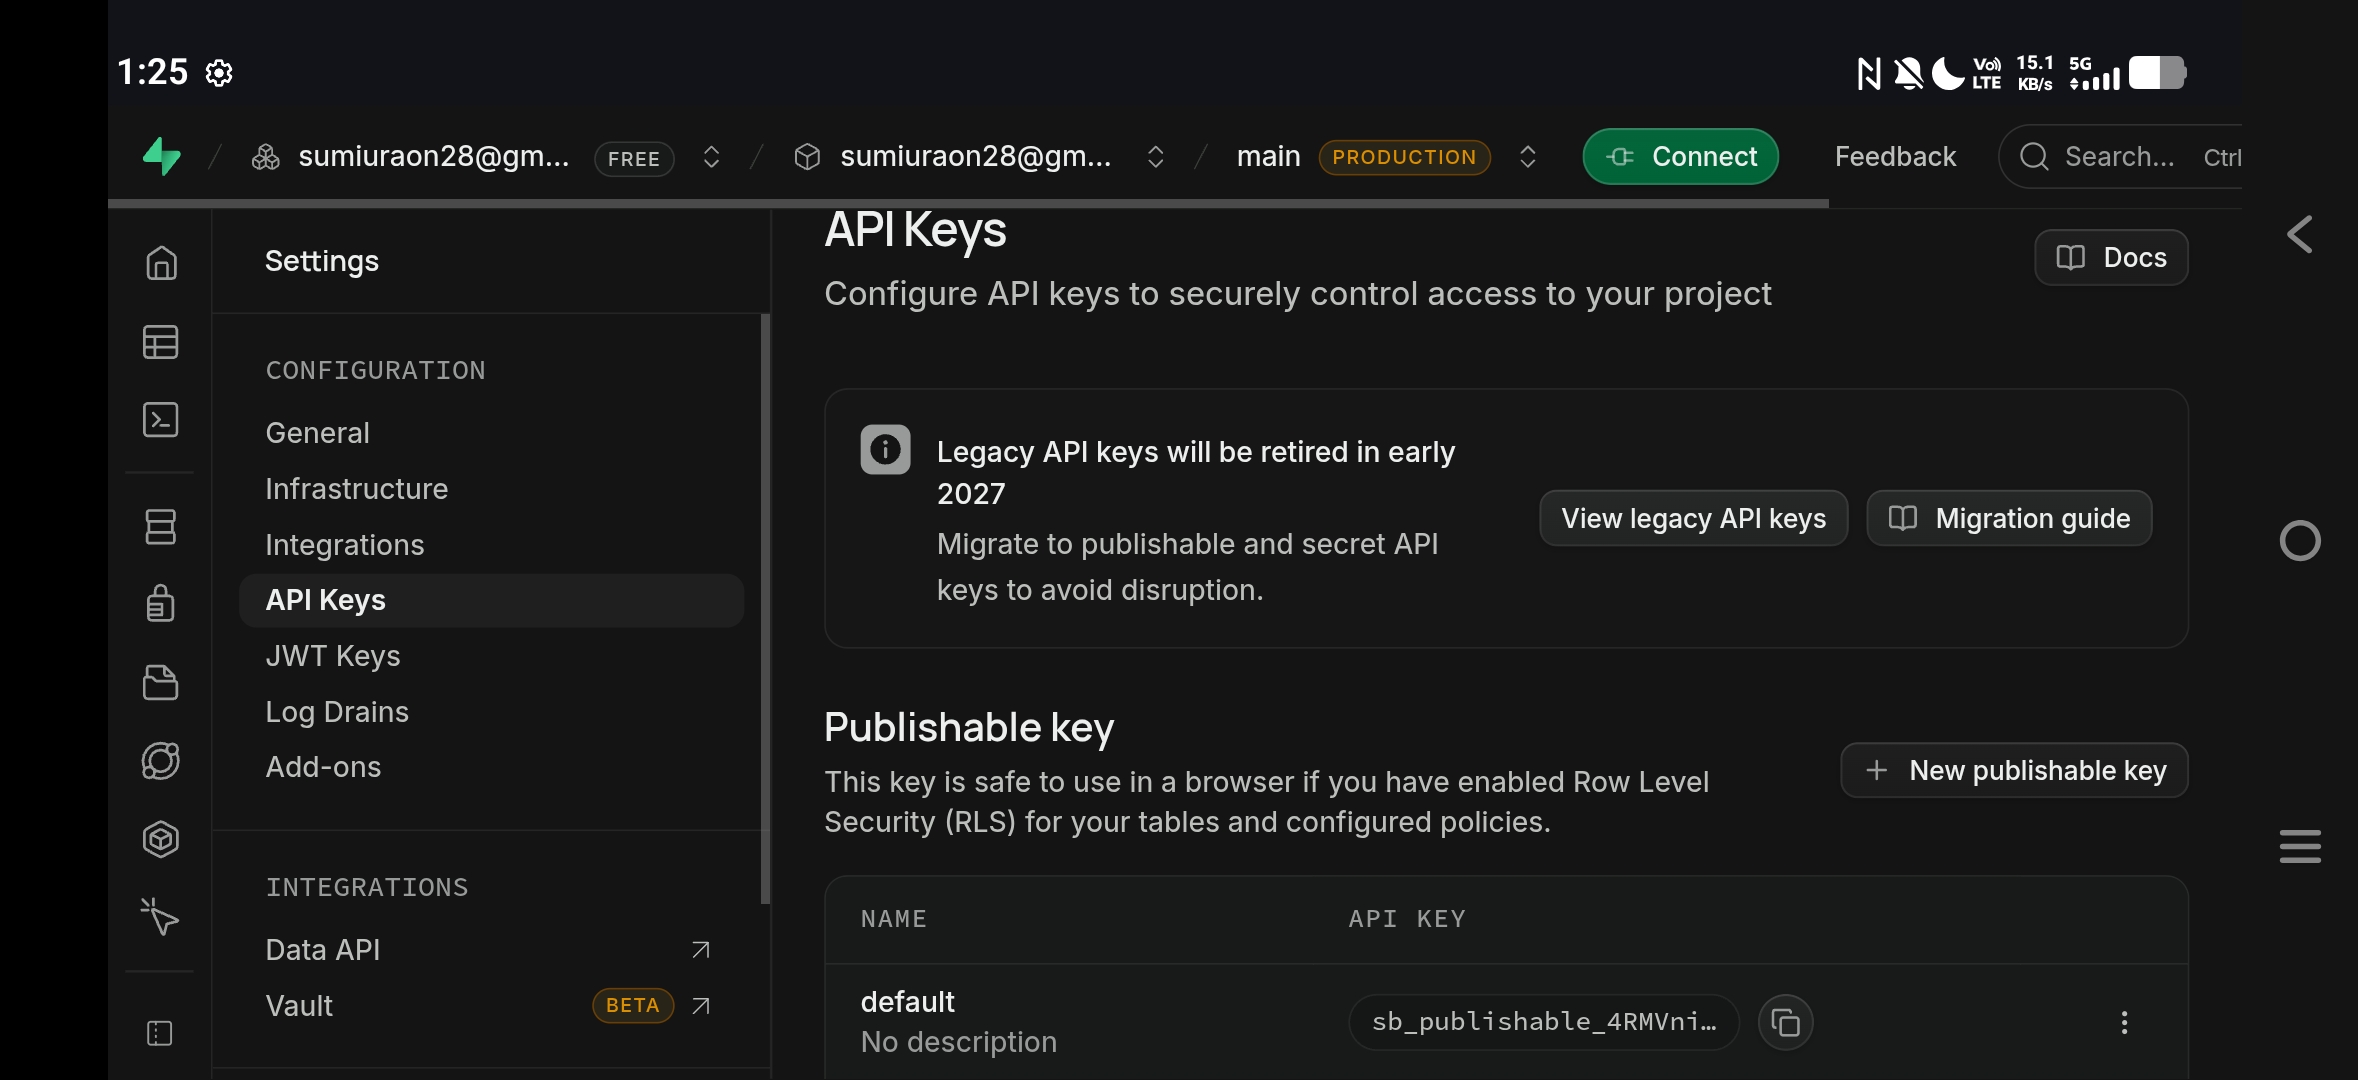 1:25
Vo)) LTE
15.1 KB/s
5G
sumiuraon28@gm... FREE
sumiuraon28@gm...
main PRODUCTION
Connect
Feedback
Search... Ctrl
Settings
CONFIGURATION
General
Infrastructure
Integrations
API Keys
JWT Keys
Log Drains
Add-ons
INTEGRATIONS
Data API
Vault BETA
API Keys
Configure API keys to securely control access to your project
Docs
Legacy API keys will be retired in early
2027
Migrate to publishable and secret API
keys to avoid disruption.
View legacy API keys
Migration guide
Publishable key
This key is safe to use in a browser if you have enabled Row Level
Security (RLS) for your tables and configured policies.
New publishable key
NAME API KEY
default
No description
sb_publishable_4RMVni…